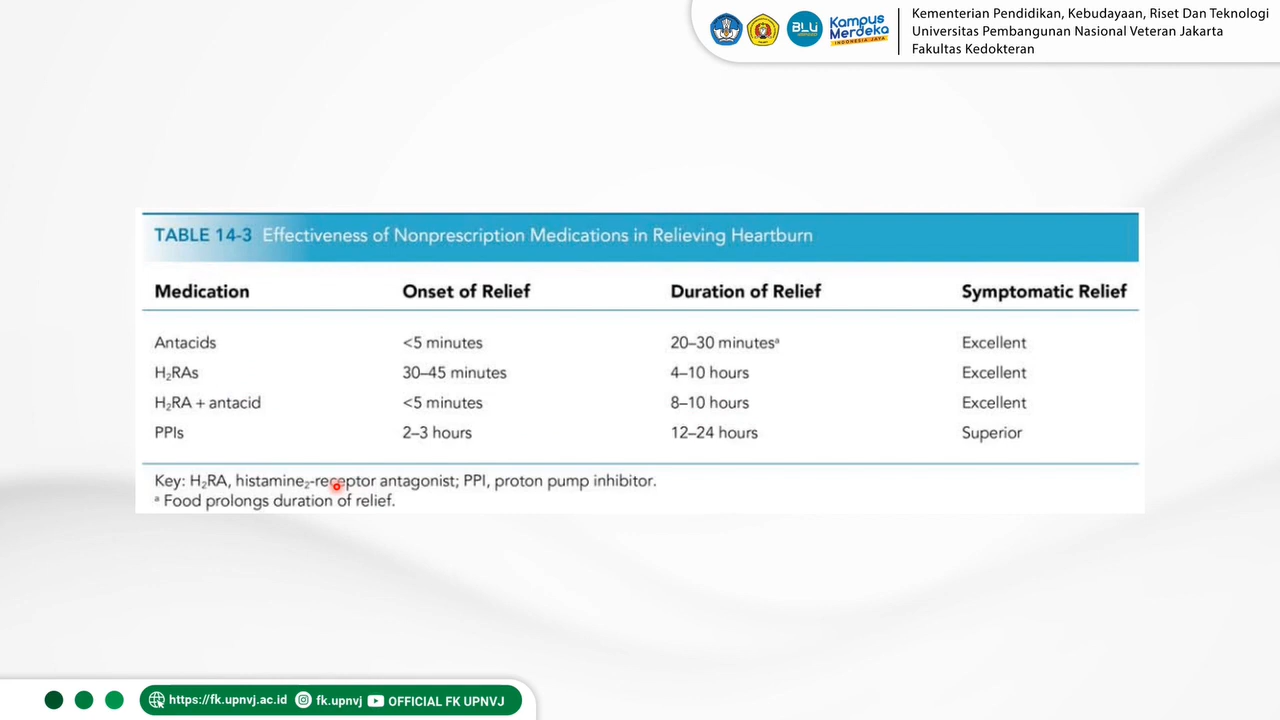 BLU
Kampus
Merdeka
INDONESIA JAYA
Kementerian Pendidikan, Kebudayaan, Riset Dan Teknologi
Universitas Pembangunan Nasional Veteran Jakarta
Fakultas Kedokteran
TABLE 14-3 Effectiveness of Nonprescription Medications in Relieving Heartburn
Medication Onset of Relief Duration of Relief Symptomatic Relief
Antacids <5 minutes 20–30 minutesᵃ Excellent
H₂RAs 30–45 minutes 4–10 hours Excellent
H₂RA + antacid <5 minutes 8–10 hours Excellent
PPIs 2–3 hours 12–24 hours Superior
Key: H₂RA, histamine₂-receptor antagonist; PPI, proton pump inhibitor.
ᵃ Food prolongs duration of relief.
https://fk.upnvj.ac.id fk.upnvj OFFICIAL FK UPNVJ